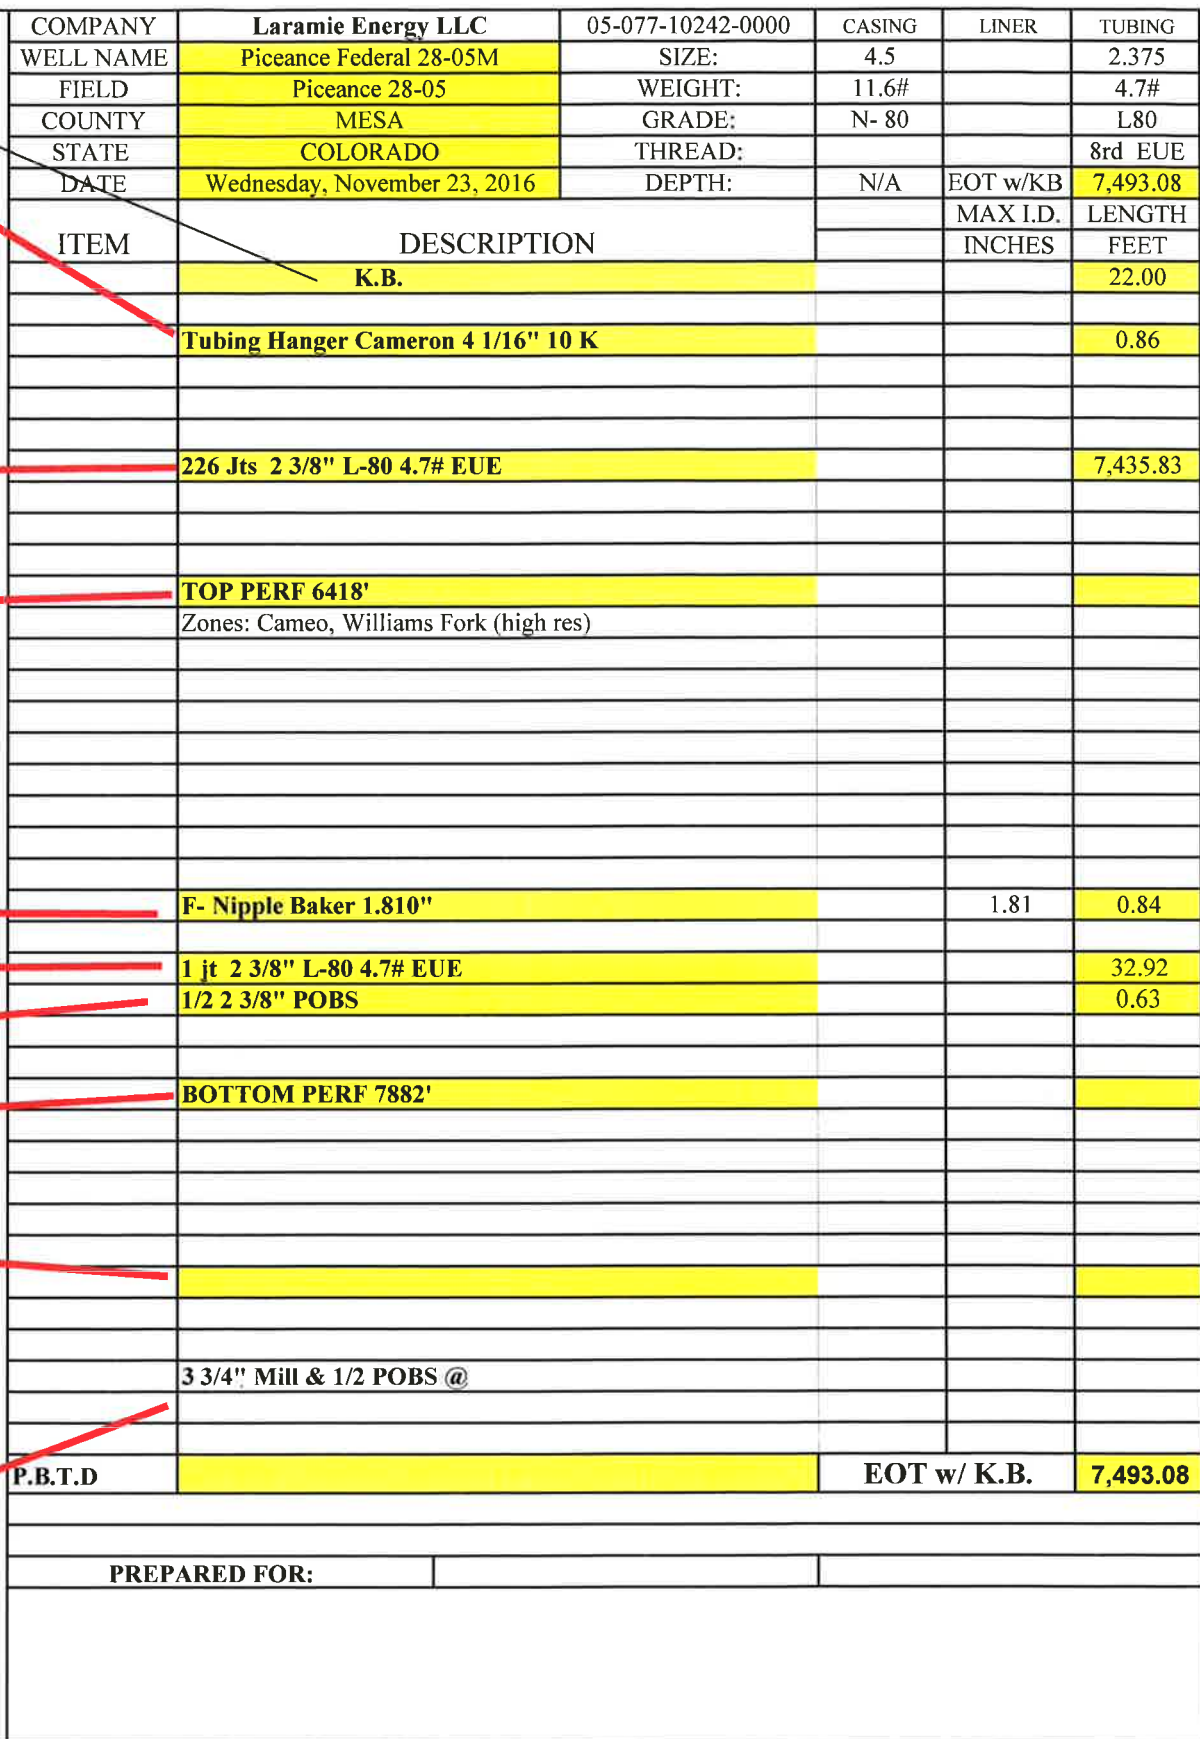 COMPANY Laramie Energy LLC 05-077-10242-0000 CASING LINER TUBING
WELL NAME Piceance Federal 28-05M SIZE: 4.5 2.375
FIELD Piceance 28-05 WEIGHT: 11.6# 4.7#
COUNTY MESA GRADE: N- 80 L80
STATE COLORADO THREAD: 8rd EUE
DATE Wednesday, November 23, 2016 DEPTH: N/A EOT w/KB 7,493.08
MAX I.D. LENGTH
ITEM DESCRIPTION INCHES FEET
K.B. 22.00
Tubing Hanger Cameron 4 1/16" 10 K 0.86
226 Jts 2 3/8" L-80 4.7# EUE 7,435.83
TOP PERF 6418'
Zones: Cameo, Williams Fork (high res)
F- Nipple Baker 1.810" 1.81 0.84
1 jt 2 3/8" L-80 4.7# EUE 32.92
1/2 2 3/8" POBS 0.63
BOTTOM PERF 7882'
3 3/4" Mill & 1/2 POBS @
P.B.T.D EOT w/ K.B. 7,493.08
PREPARED FOR: